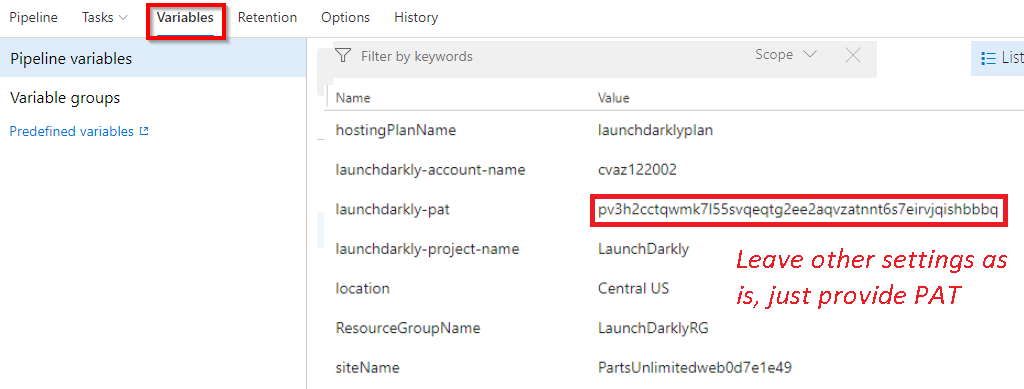 Pipeline Tasks Variables Retention Options History
Pipeline variables
Variable groups
Predefined variables
Filter by keywords Scope List
Name Value
hostingPlanName launchdarklyplan
launchdarkly-account-name cvaz122002
launchdarkly-pat pv3h2cctqwmk7l55svqeqtg2ee2aqvzatnnt6s7eirvjqishbbbq
launchdarkly-project-name LaunchDarkly
location Central US
ResourceGroupName LaunchDarklyRG
siteName PartsUnlimitedweb0d7e1e49
Leave other settings as
is, just provide PAT